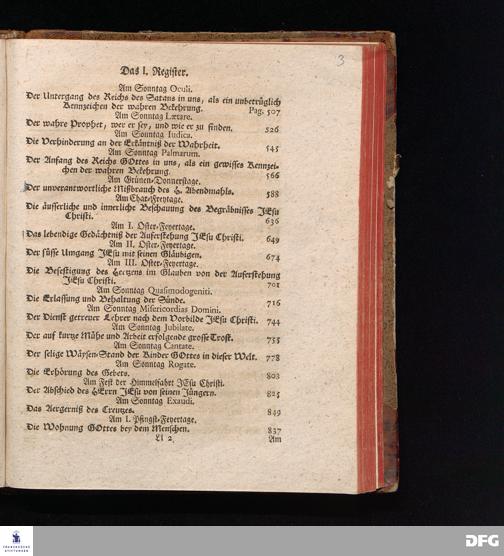 3
Das I. Register.
Am Sonntag Oculi.
Der Untergang des Reichs des Satans in uns, als ein unbetrüglich
Kennzeichen der wahren Bekehrung. Pag. 507
Am Sonntag Lætare.
Der wahre Prophet, wer er sey, und wie er zu finden. 526
Am Sonntag Iudica.
Die Verhinderung an der Erkäntniß der Wahrheit. 545
Am Sonntag Palmarum.
Der Anfang des Reichs GOttes in uns, als ein gewisses Kennzei-
chen der wahren Bekehrung. 566
Am Grünen-Donnerstage.
Der unverantwortliche Mißbrauch des H. Abendmahls. 588
Am Char-Freytage.
Die äusserliche und innerliche Beschauung des Begräbnisses JEsu
Christi. 636
Am I. Oster-Feyertage.
Das lebendige Gedächtniß der Auferstehung JEsu Christi. 649
Am II. Oster-Feyertage.
Der süsse Umgang JEsu mit seinen Gläubigen. 674
Am III. Oster-Feyertage.
Die Befestigung des Hertzens im Glauben von der Auferstehung
JEsu Christi. 701
Am Sonntag Quasimodogeniti.
Die Erlassung und Behaltung der Sünde. 716
Am Sonntag Misericordias Domini.
Der Dienst getreuer Lehrer nach dem Vorbilde JEsu Christi. 744
Am Sonntag Jubilate.
Der auf kurtze Mühe und Arbeit erfolgende grosse Trost. 755
Am Sonntag Cantate.
Der selige Wäysen-Stand der Kinder GOttes in dieser Welt. 778
Am Sonntag Rogate.
Die Erhörung des Gebets. 803
Am Fest der Himmelfahrt JEsu Christi.
Der Abschied des HErrn JEsu von seinen Jüngern. 825
Am Sonntag Exaudi.
Das Aergerniß des Creutzes. 849
Am I. Pfingst-Feyertage.
Die Wohnung GOttes bey dem Menschen. 837
Ll 2 Am
FRANCKESCHE
STIFTUNGEN
DFG